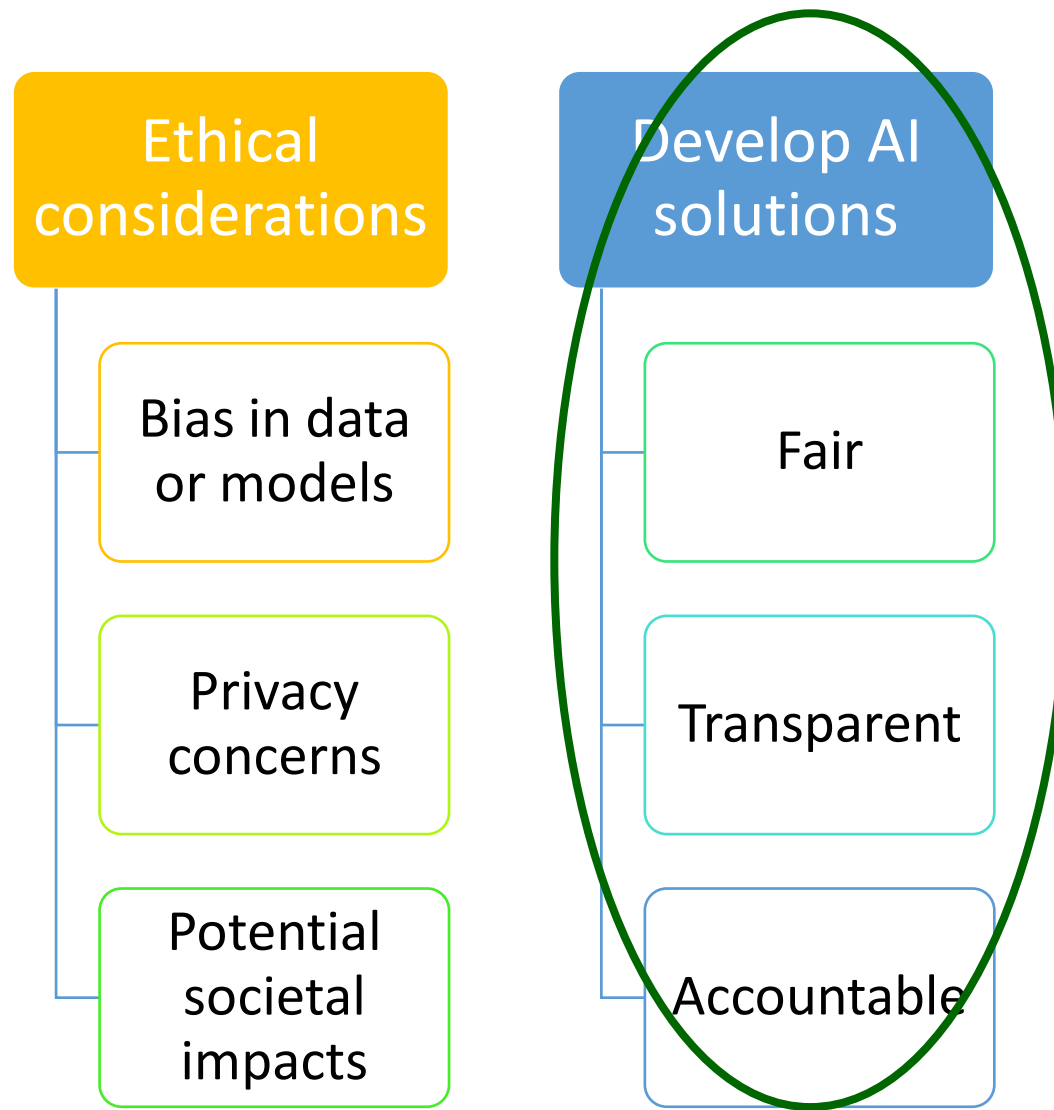 Ethical
considerations
Bias in data
or models
Privacy
concerns
Potential
societal
impacts
Develop AI
solutions
Fair
Transparent
Accountable